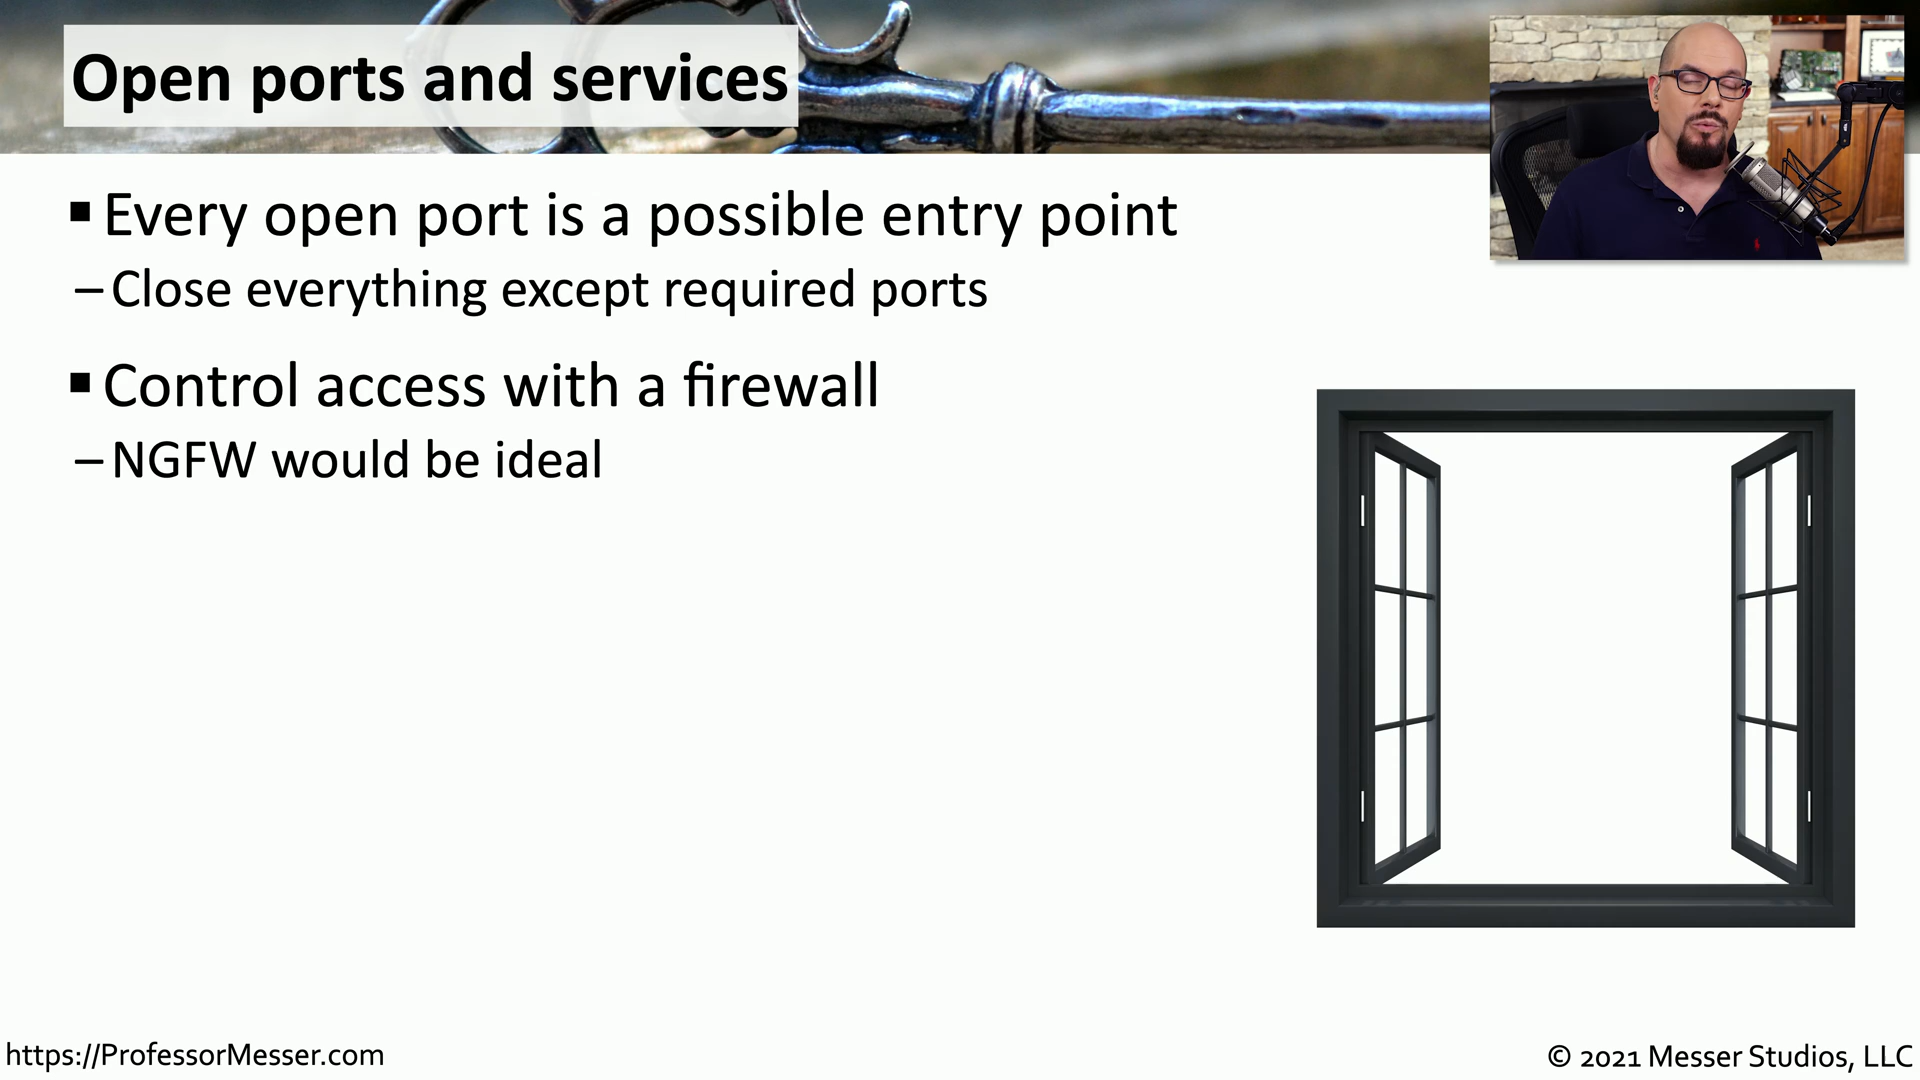 Open ports and services
▪ Every open port is a possible entry point
– Close everything except required ports
▪ Control access with a firewall
– NGFW would be ideal
https://ProfessorMesser.com
© 2021 Messer Studios, LLC